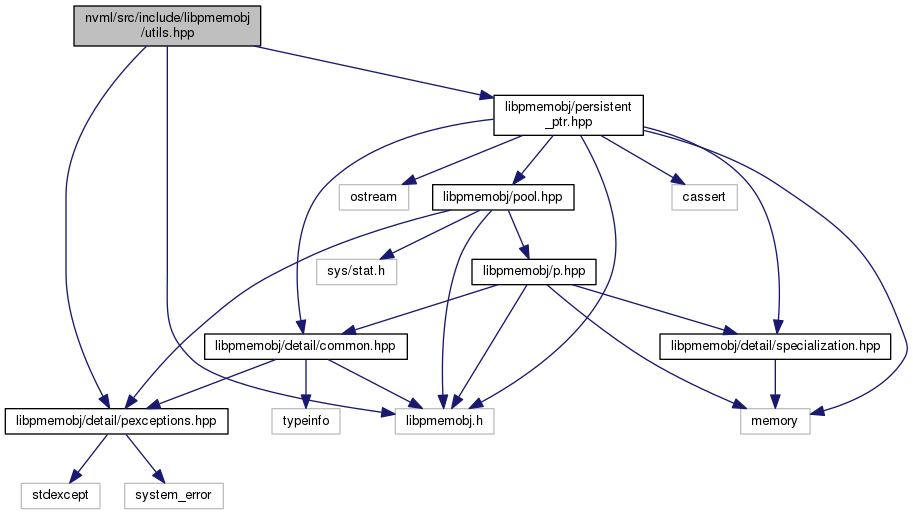 nvml/src/include/libpmemobj
/utils.hpp
libpmemobj/persistent
_ptr.hpp
ostream
libpmemobj/pool.hpp
cassert
sys/stat.h
libpmemobj/p.hpp
libpmemobj/detail/common.hpp
libpmemobj/detail/specialization.hpp
libpmemobj/detail/pexceptions.hpp
typeinfo
libpmemobj.h
memory
stdexcept
system_error